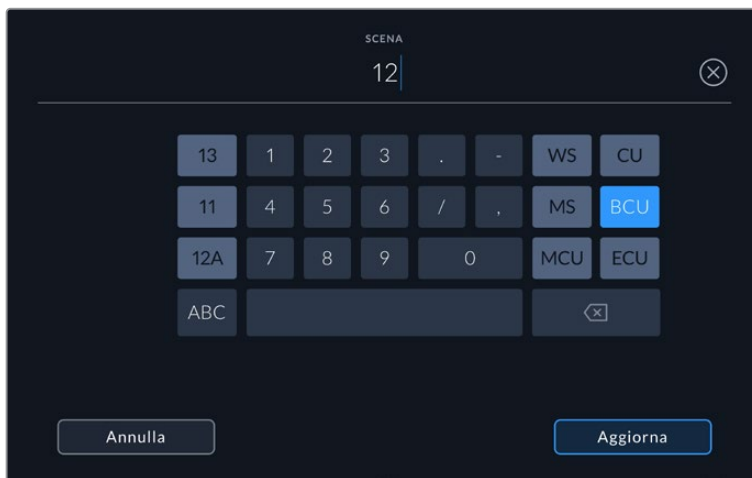 SCENA
12
13 1 2 3 . - WS CU
11 4 5 6 / , MS BCU
12A 7 8 9 0 MCU ECU
ABC
Annulla Aggiorna